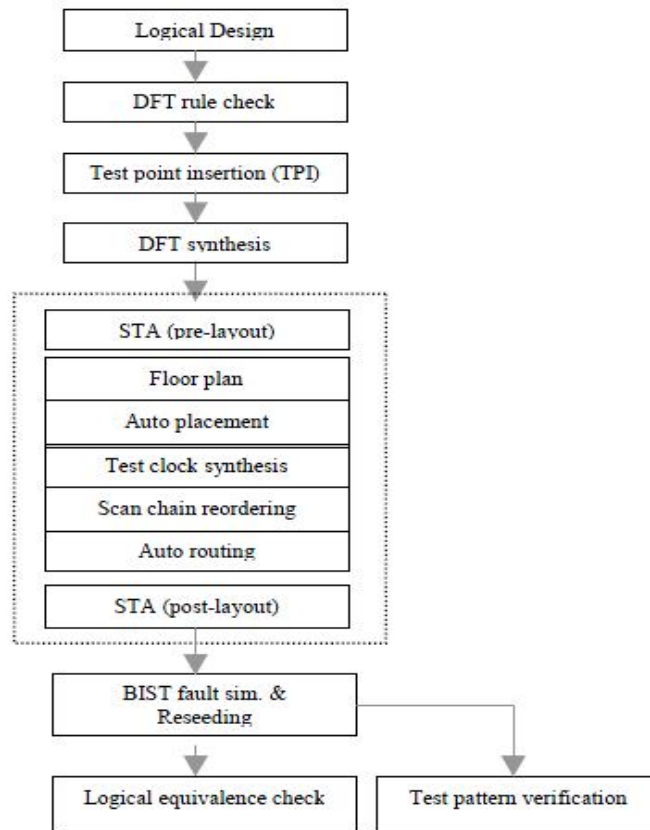 Logical Design
DFT rule check
Test point insertion (TPI)
DFT synthesis
STA (pre-layout)
Floor plan
Auto placement
Test clock synthesis
Scan chain reordering
Auto routing
STA (post-layout)
BIST fault sim. &
Reseeding
Logical equivalence check
Test pattern verification